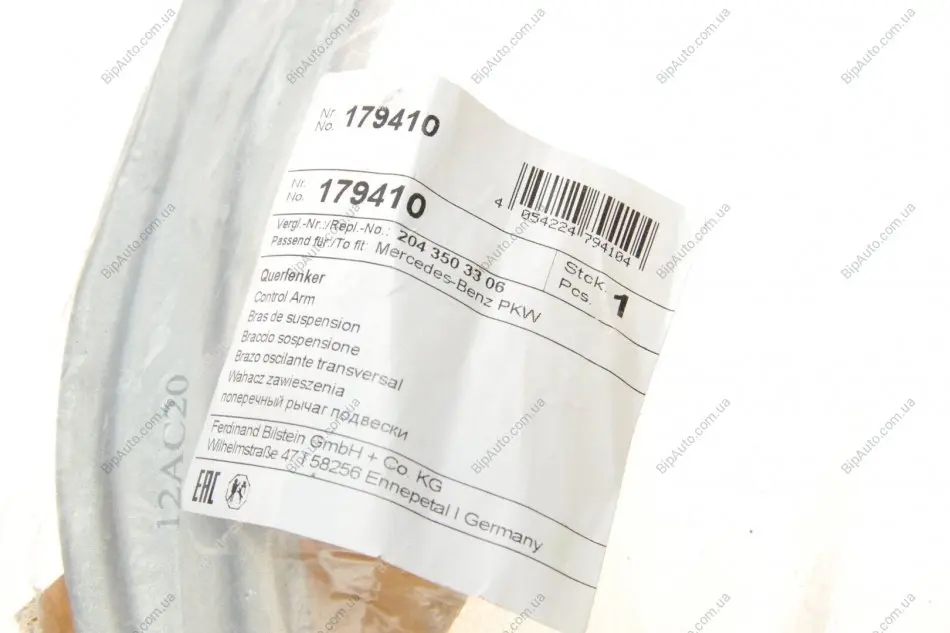 Nr.
No. 179410
Nr.
No. 179410
4 054224 794104
Vergl.-Nr.:/Repl.-No.: 204 350 33 06
Passend für:/To fit: Mercedes-Benz PKW
Stck.
Pcs. 1
Querlenker
Control Arm
Bras de suspension
Braccio sospensione
Brazo oscilante transversal
Wahacz zawieszenia
поперечный рычаг подвески
Ferdinand Bilstein GmbH + Co. KG
Wilhelmstraße 47 I 58256 Ennepetal I Germany
EAC
12AC20
BipAuto.com.ua